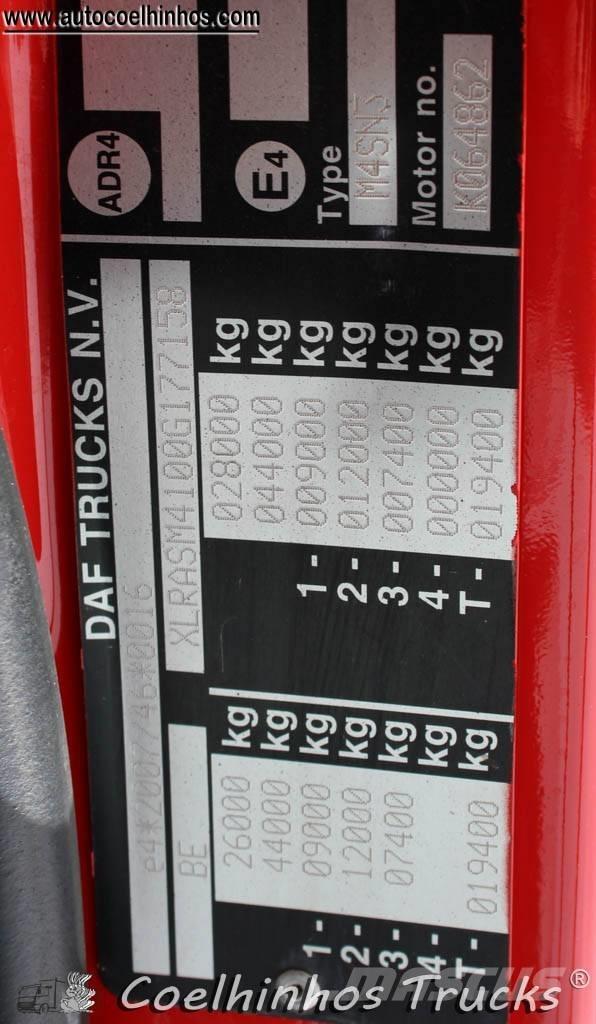 www.autocoelhinhos.com
DAF TRUCKS N.V. ADR4
e4*2007/46*0016
BE XLRASM4100G177158 E4
26000 kg 028000 kg
44000 kg 044000 kg Type M4SN3
1- 09000 kg 1- 009000 kg
2- 12000 kg 2- 012000 kg Motor no. K064862
3- 07400 kg 3- 007400 kg
4- kg 4- 000000 kg
T- 019400 kg T- 019400 kg
Coelhinhos Trucks ®